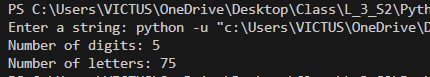 PS C:\Users\VICTUS\OneDrive\Desktop\Class\L_3_S2\Pyth
Enter a string: python -u "c:\Users\VICTUS\OneDrive\D
Number of digits: 5
Number of letters: 75